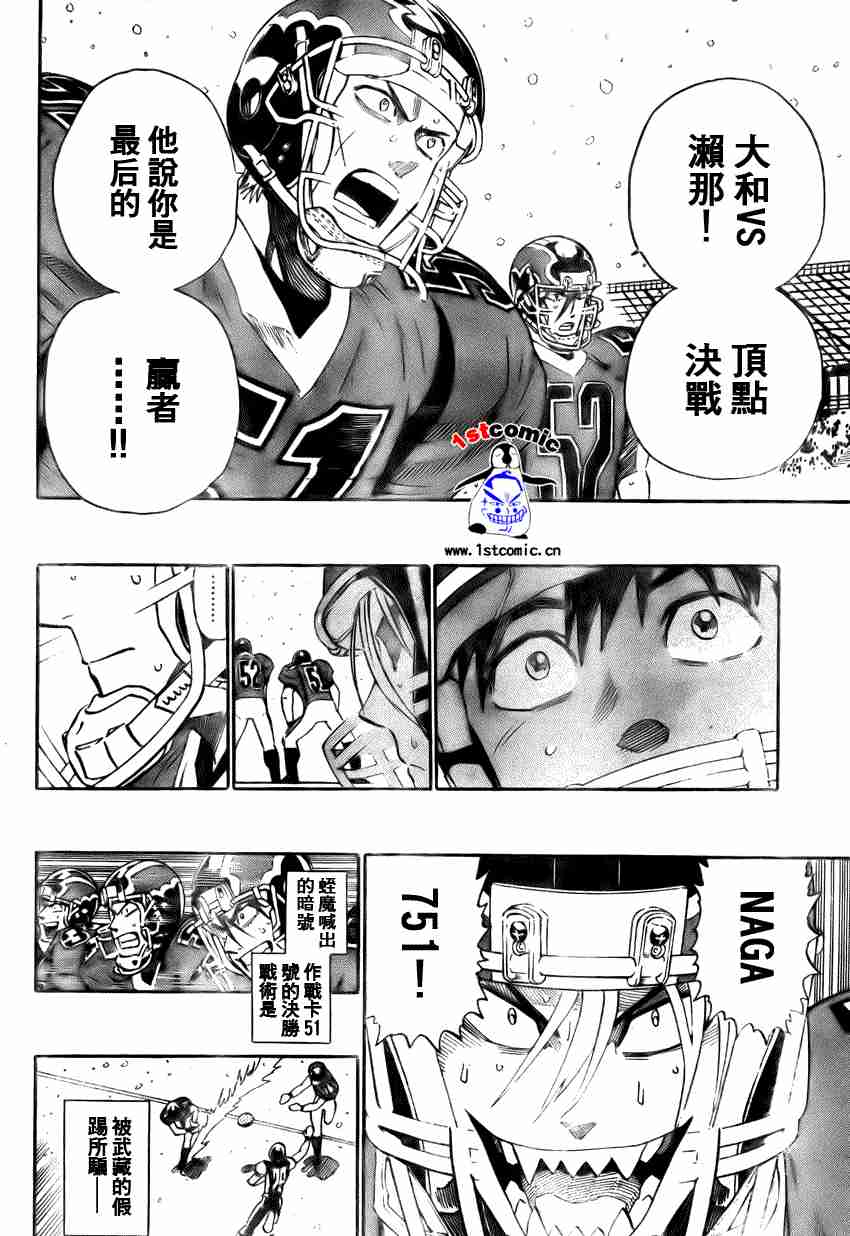 大和VS
瀨那！
頂點
決戰
他說你是
最后的
贏者
……!!
52
51
1stcomic
www.1stcomic.cn
52
51
……
NAGA
751！
蛭魔喊出
的暗號
作戰卡51
號的決勝
戰術是
被武藏的假
踢所騙——